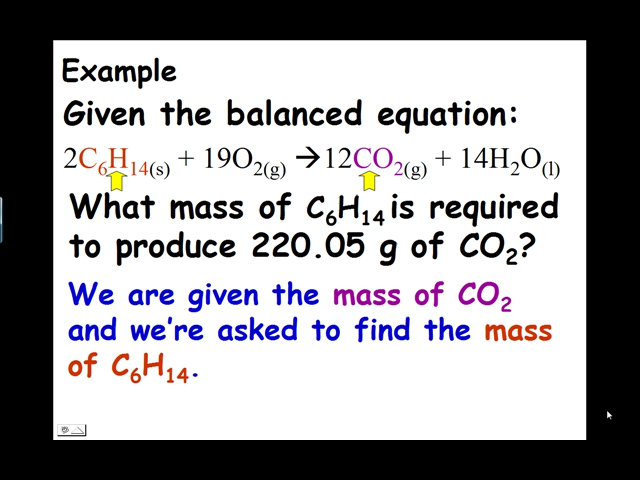 Example
Given the balanced equation:
2C₆H₁₄(s) + 19O₂(g) → 12CO₂(g) + 14H₂O(l)
What mass of C₆H₁₄ is required
to produce 220.05 g of CO₂?
We are given the mass of CO₂
and we're asked to find the mass
of C₆H₁₄.